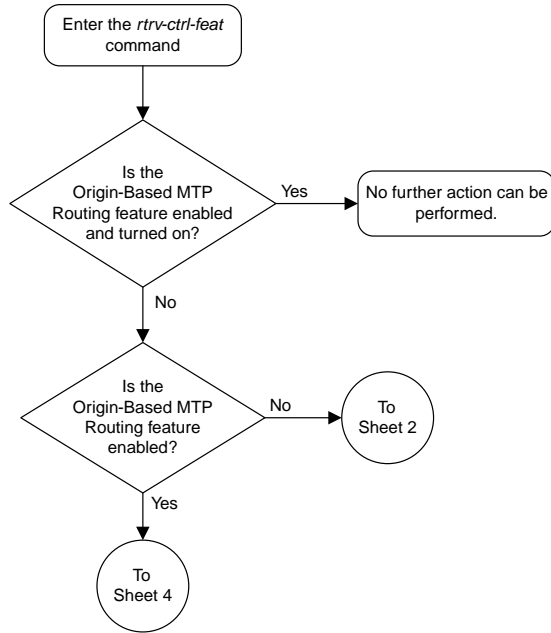 Enter the rtrv-ctrl-feat
command
Is the
Origin-Based MTP
Routing feature enabled
and turned on?
Yes
No further action can be
performed.
No
Is the
Origin-Based MTP
Routing feature
enabled?
No
To
Sheet 2
Yes
To
Sheet 4